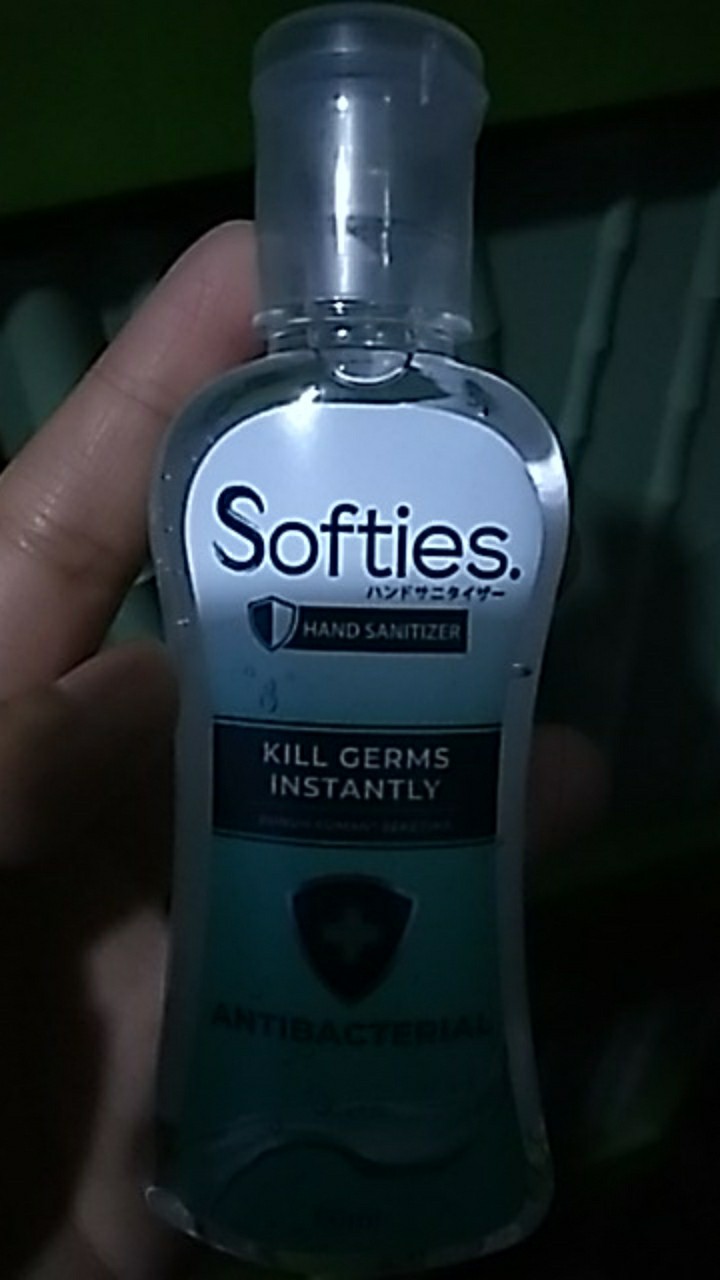 Softies.
ハンドサニタイザー
HAND SANITIZER
KILL GERMS
INSTANTLY
ANTIBACTERIAL